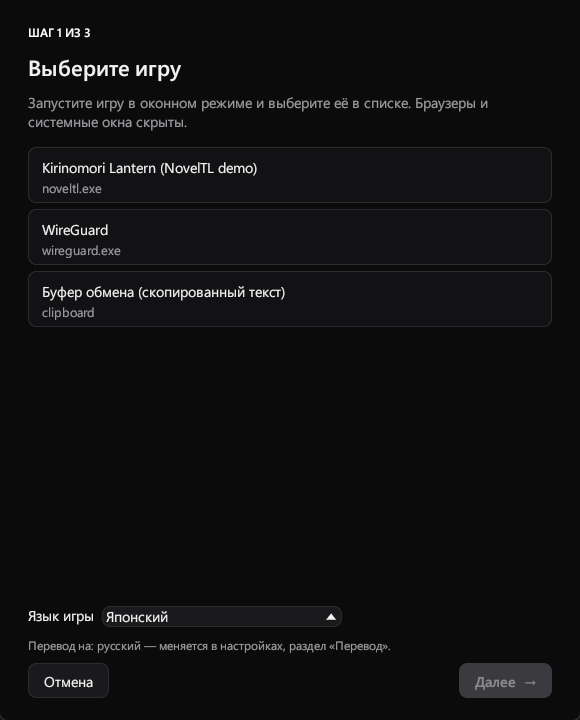 ШАГ 1 ИЗ 3
Выберите игру
Запустите игру в оконном режиме и выберите её в списке. Браузеры и
системные окна скрыты.
Kirinomori Lantern (NovelTL demo)
noveltl.exe
WireGuard
wireguard.exe
Буфер обмена (скопированный текст)
clipboard
Язык игры Японский
Перевод на: русский — меняется в настройках, раздел «Перевод».
Отмена Далее →